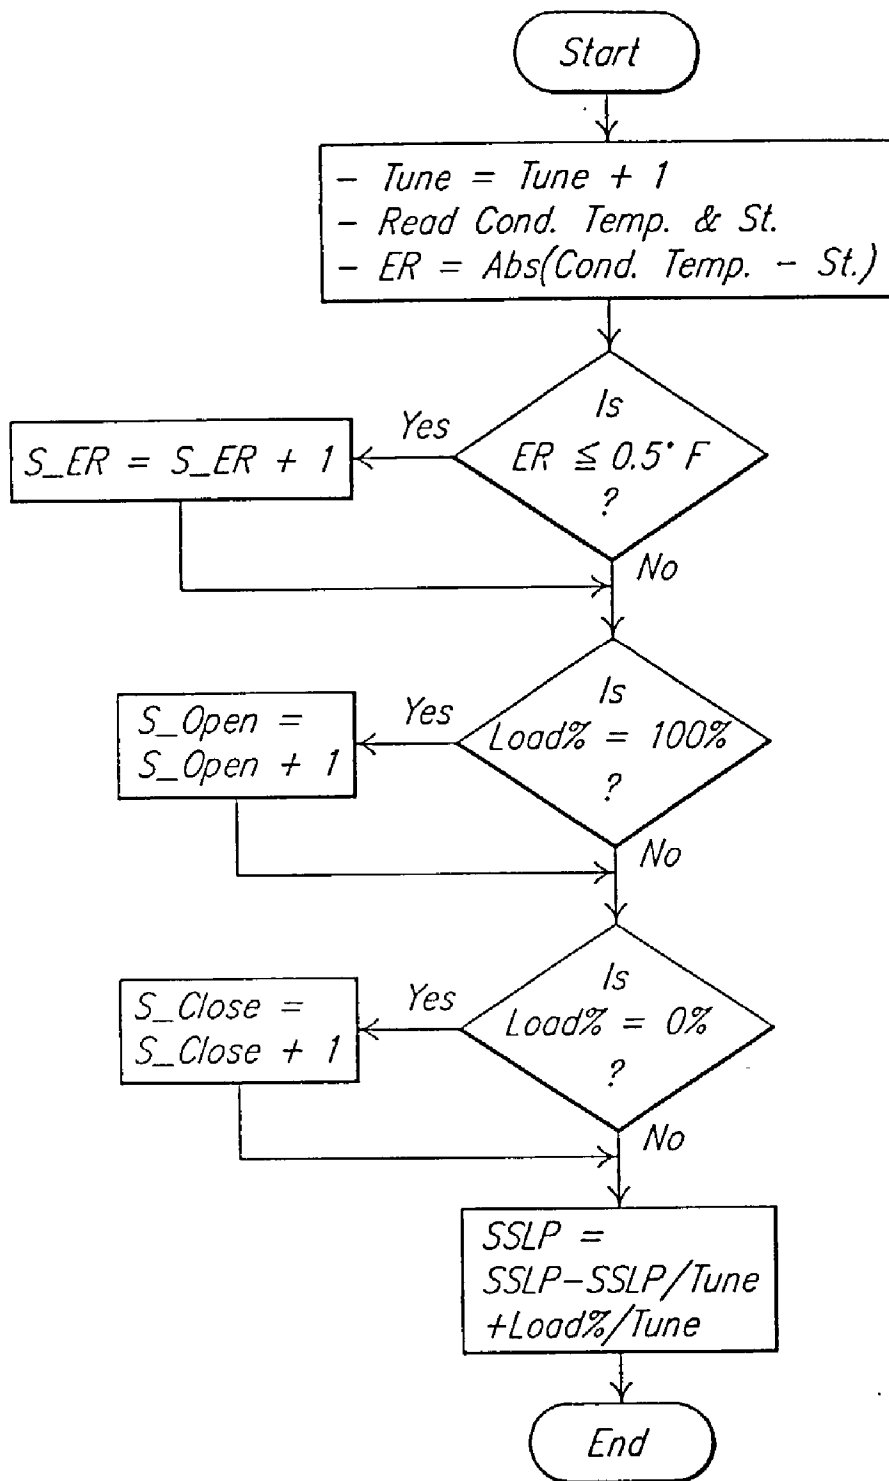 Start
- Tune = Tune + 1
- Read Cond. Temp. & St.
- ER = Abs(Cond. Temp. - St.)
Is
ER ≦ 0.5° F
?
Yes
S_ER = S_ER + 1
No
Is
Load% = 100%
?
Yes
S_Open =
S_Open + 1
No
Is
Load% = 0%
?
Yes
S_Close =
S_Close + 1
No
SSLP =
SSLP-SSLP/Tune
+Load%/Tune
End